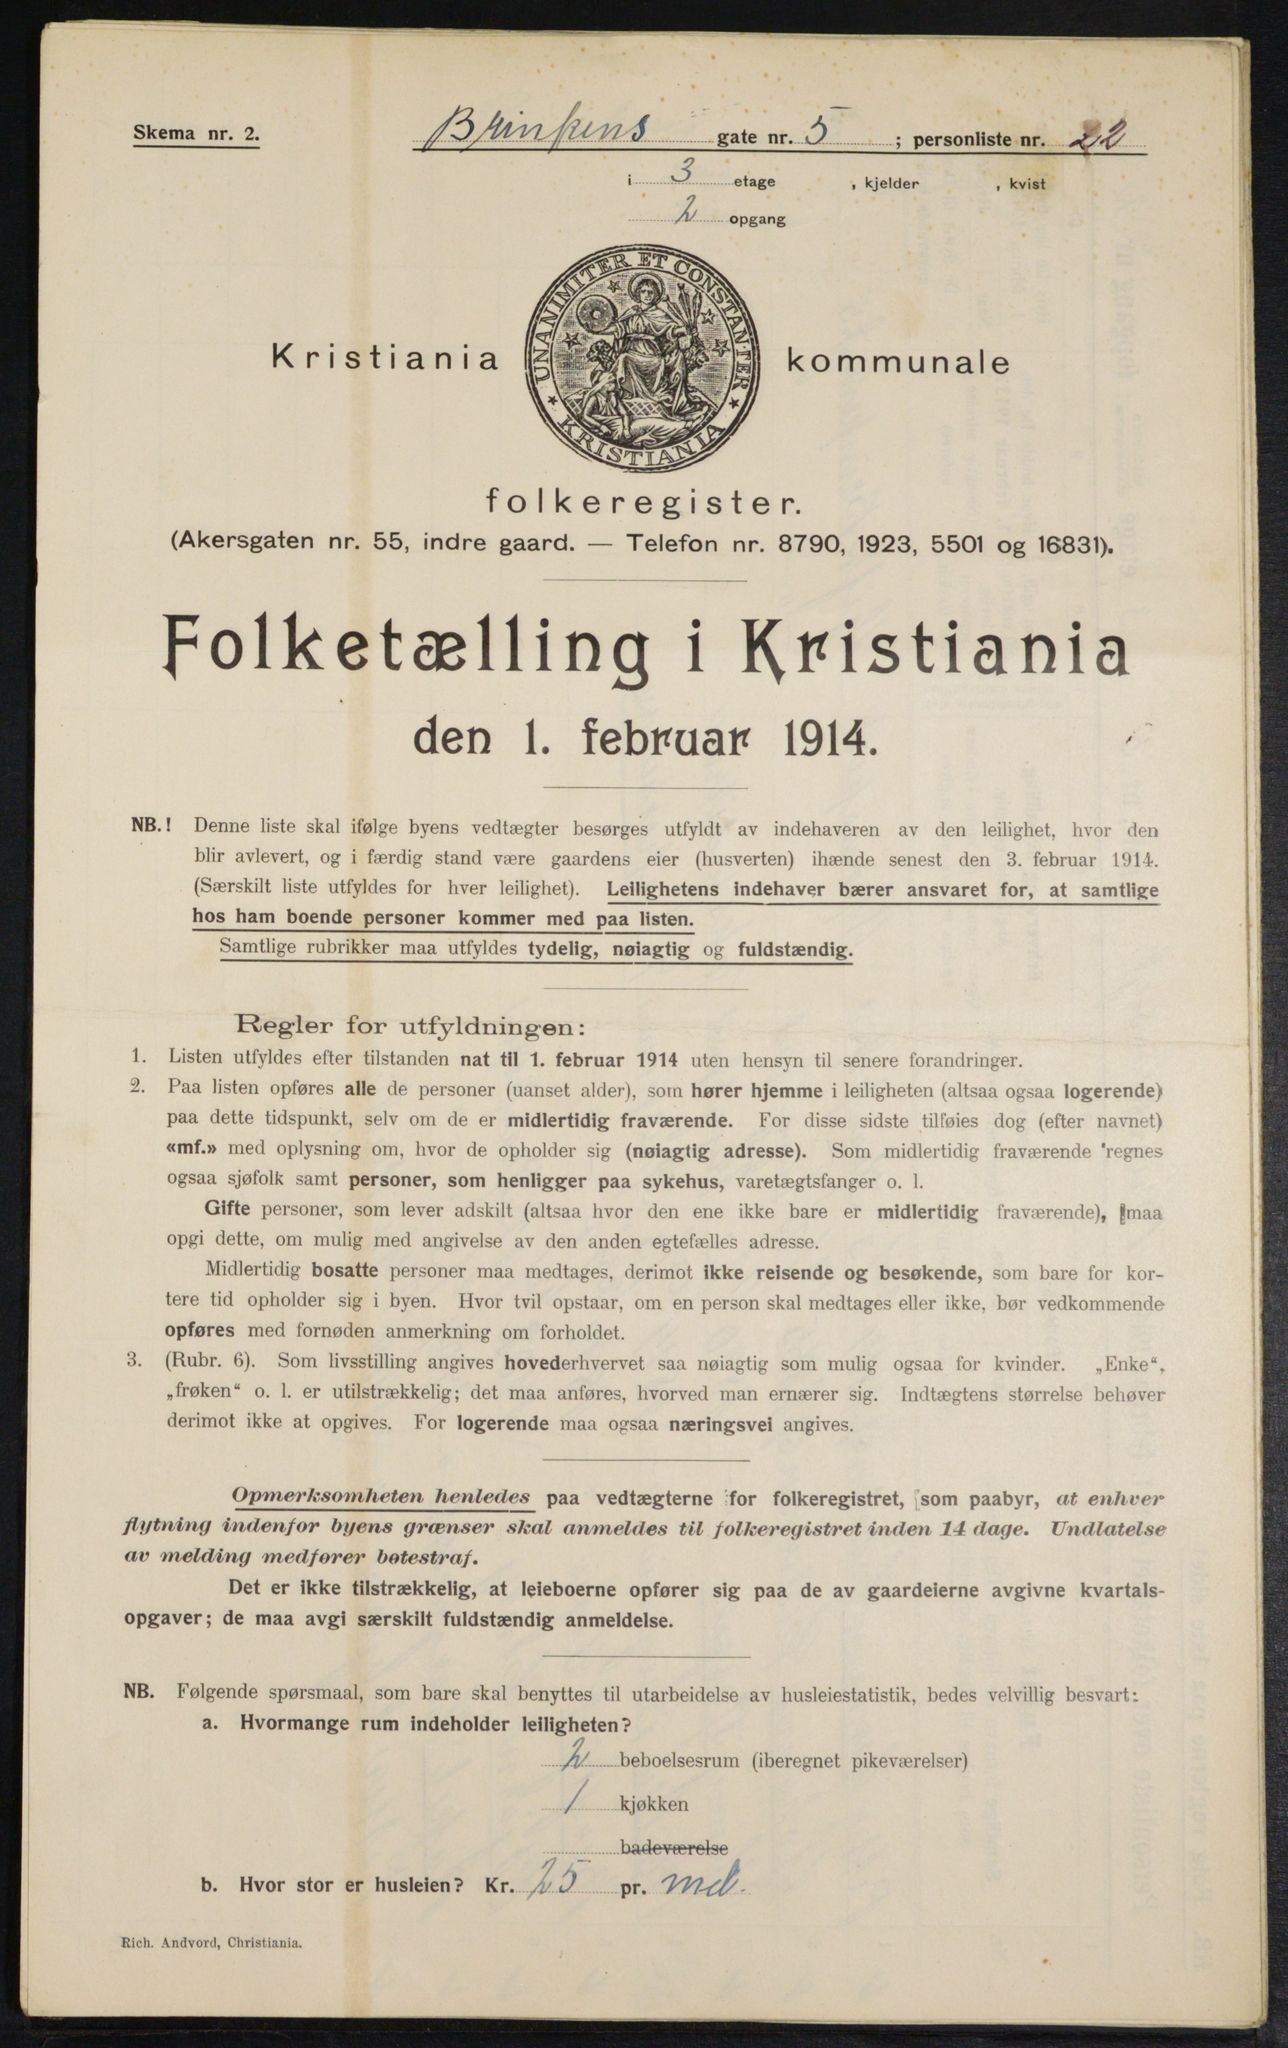 Skema nr. 2.
Brinkens gate nr. 5 ; personliste nr. 22
i 3 etage , kjelder , kvist
2 opgang
UNANIMITER ET CONSTANTER
KRISTIANIA
Kristiania kommunale
folkeregister.
(Akersgaten nr. 55, indre gaard. — Telefon nr. 8790, 1923, 5501 og 16831).
Folketælling i Kristiania
den 1. februar 1914.
NB.! Denne liste skal ifølge byens vedtægter besørges utfyldt av indehaveren av den leilighet, hvor den
blir avlevert, og i færdig stand være gaardens eier (husverten) ihænde senest den 3. februar 1914.
(Særskilt liste utfyldes for hver leilighet). Leilighetens indehaver bærer ansvaret for, at samtlige
hos ham boende personer kommer med paa listen.
Samtlige rubrikker maa utfyldes tydelig, nøiagtig og fuldstændig.
Regler for utfyldningen:
1. Listen utfyldes efter tilstanden nat til 1. februar 1914 uten hensyn til senere forandringer.
2. Paa listen opføres alle de personer (uanset alder), som hører hjemme i leiligheten (altsaa ogsaa logerende)
paa dette tidspunkt, selv om de er midlertidig fraværende. For disse sidste tilføies dog (efter navnet)
«mf.» med oplysning om, hvor de opholder sig (nøiagtig adresse). Som midlertidig fraværende regnes
ogsaa sjøfolk samt personer, som henligger paa sykehus, varetægtsfanger o. l.
Gifte personer, som lever adskilt (altsaa hvor den ene ikke bare er midlertidig fraværende), maa
opgi dette, om mulig med angivelse av den anden egtefælles adresse.
Midlertidig bosatte personer maa medtages, derimot ikke reisende og besøkende, som bare for kor-
tere tid opholder sig i byen. Hvor tvil opstaar, om en person skal medtages eller ikke, bør vedkommende
opføres med fornøden anmerkning om forholdet.
3. (Rubr. 6). Som livsstilling angives hovederhvervet saa nøiagtig som mulig ogsaa for kvinder. „Enke“,
„frøken“ o. l. er utilstrækkelig; det maa anføres, hvorved man ernærer sig. Indtægtens størrelse behøver
derimot ikke at opgives. For logerende maa ogsaa næringsvei angives.
Opmerksomheten henledes paa vedtægterne for folkeregistret, som paabyr, at enhver
flytning indenfor byens grænser skal anmeldes til folkeregistret inden 14 dage. Undlatelse
av melding medfører bøtestraf.
Det er ikke tilstrækkelig, at leieboerne opfører sig paa de av gaardeierne avgivne kvartals-
opgaver; de maa avgi særskilt fuldstændig anmeldelse.
NB. Følgende spørsmaal, som bare skal benyttes til utarbeidelse av husleiestatistik, bedes velvillig besvart:
a. Hvormange rum indeholder leiligheten?
2 beboelsesrum (iberegnet pikeværelser)
1 kjøkken
badeværelse
b. Hvor stor er husleien? Kr. 25 pr. md.
Rich. Andvord, Christiania.